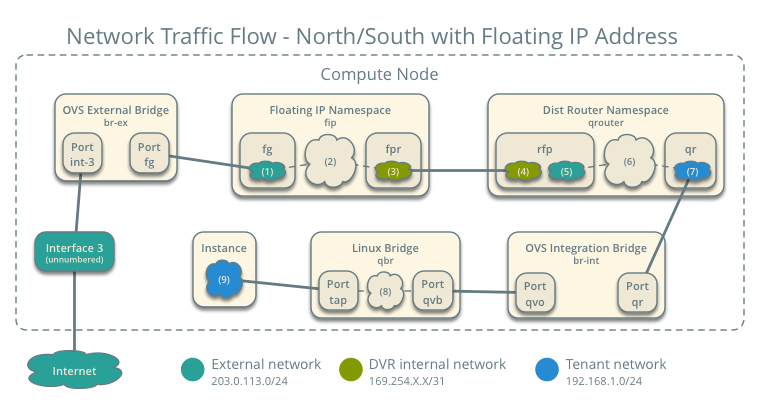 Network Traffic Flow - North/South with Floating IP Address
Compute Node
OVS External Bridge
br-ex
Port
int-3
Port
fg
Floating IP Namespace
fip
fg
(1)
(2)
fpr
(3)
Dist Router Namespace
qrouter
rfp
(4)
(5)
(6)
qr
(7)
Interface 3
(unnumbered)
Instance
(9)
Linux Bridge
qbr
Port
tap
(8)
Port
qvb
OVS Integration Bridge
br-int
Port
qvo
Port
qr
Internet
External network
203.0.113.0/24
DVR internal network
169.254.X.X/31
Tenant network
192.168.1.0/24